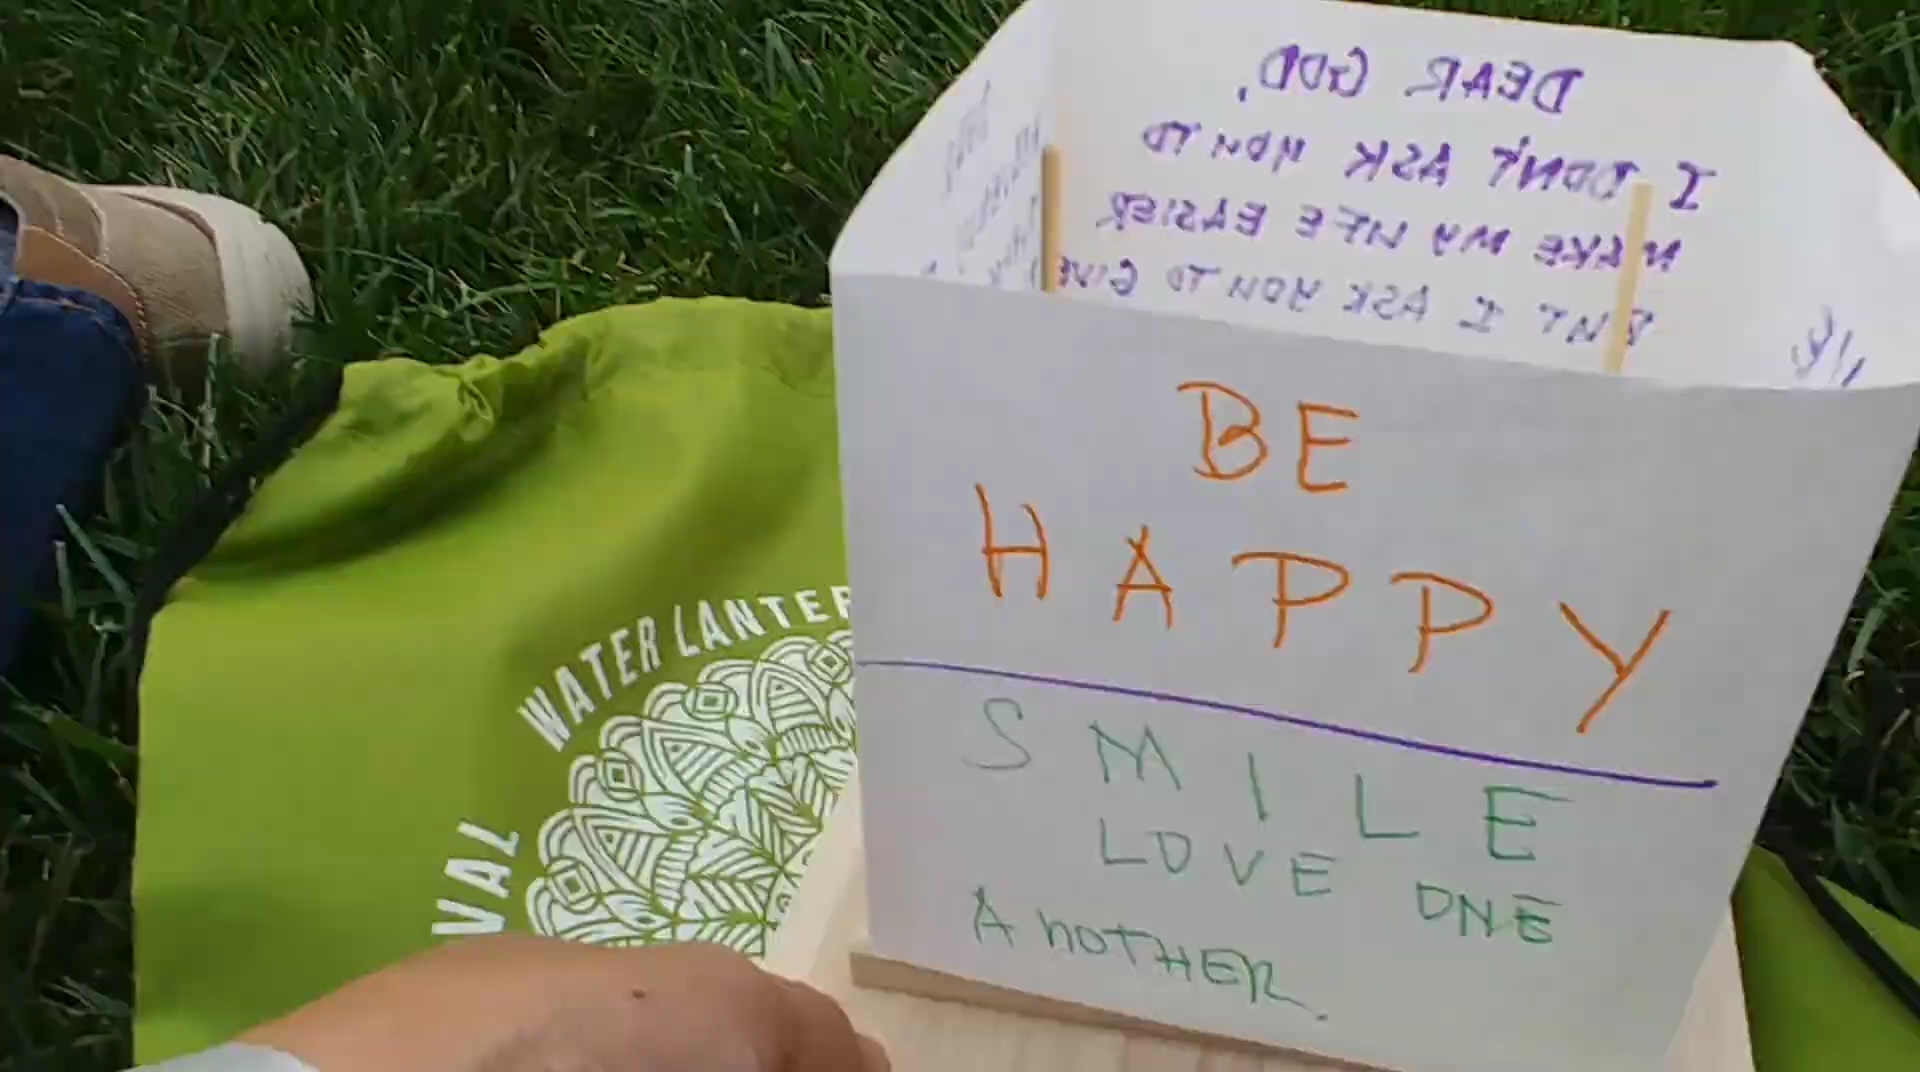 DEAR GOD,
I DON'T ASK YOU TO
MAKE MY LIFE EASIER
BUT I ASK YOU TO GIVE
BE
HAPPY
SMILE
LOVE ONE
AnOTHER.
WATER LANTER
VAL